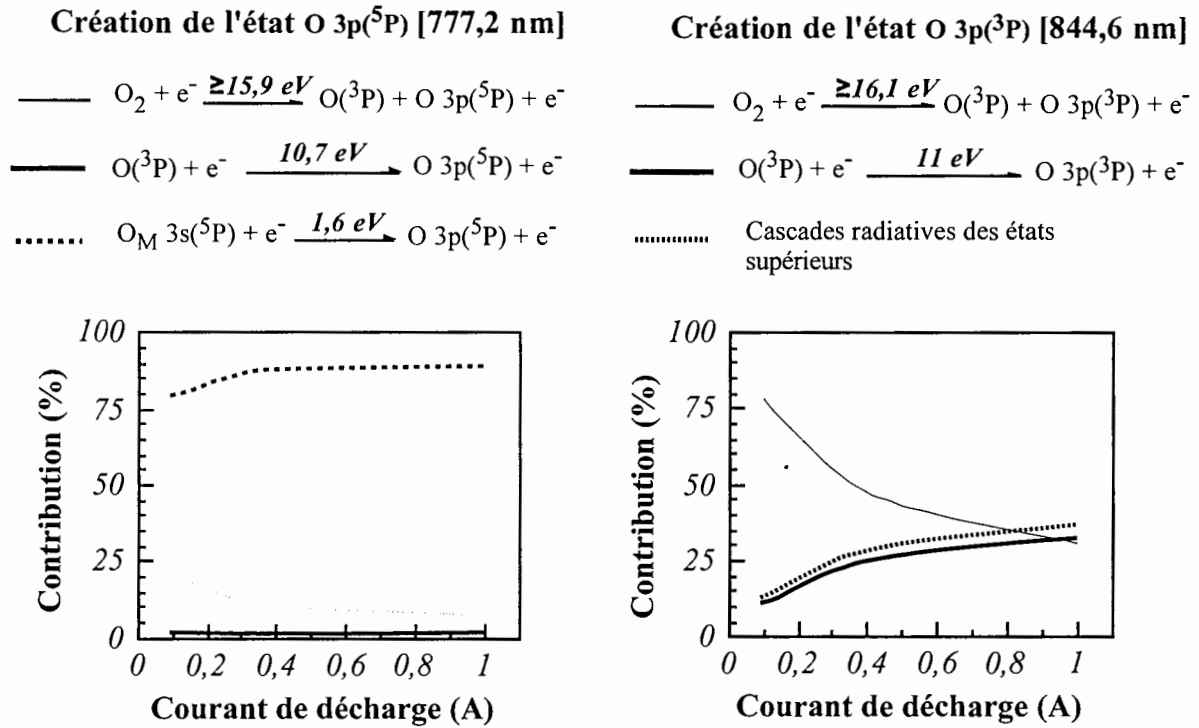 Création de l'état O 3p(⁵P) [777,2 nm]
O₂ + e⁻ ≥15,9 eV O(³P) + O 3p(⁵P) + e⁻
O(³P) + e⁻ 10,7 eV O 3p(⁵P) + e⁻
O_M 3s(⁵P) + e⁻ 1,6 eV O 3p(⁵P) + e⁻
100
75
50
25
0
Contribution (%)
0 0,2 0,4 0,6 0,8 1
Courant de décharge (A)
Création de l'état O 3p(³P) [844,6 nm]
O₂ + e⁻ ≥16,1 eV O(³P) + O 3p(³P) + e⁻
O(³P) + e⁻ 11 eV O 3p(³P) + e⁻
Cascades radiatives des états
supérieurs
100
75
50
25
0
Contribution (%)
0 0,2 0,4 0,6 0,8 1
Courant de décharge (A)